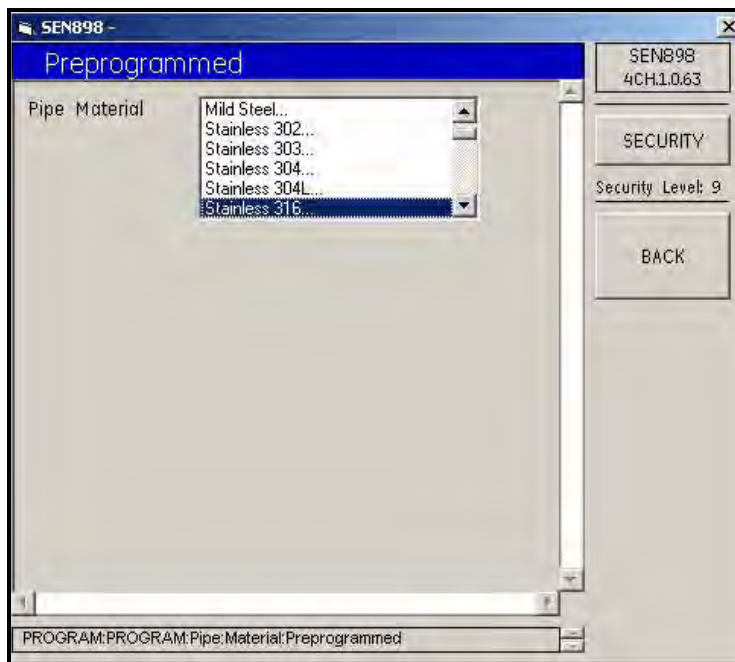 SEN898 -
Preprogrammed
Pipe Material
Mild Steel...
Stainless 302...
Stainless 303...
Stainless 304...
Stainless 304L...
Stainless 316...
SEN898
4CH.1.0.63
SECURITY
Security Level: 9
BACK
PROGRAM:PROGRAM:Pipe:Material:Preprogrammed